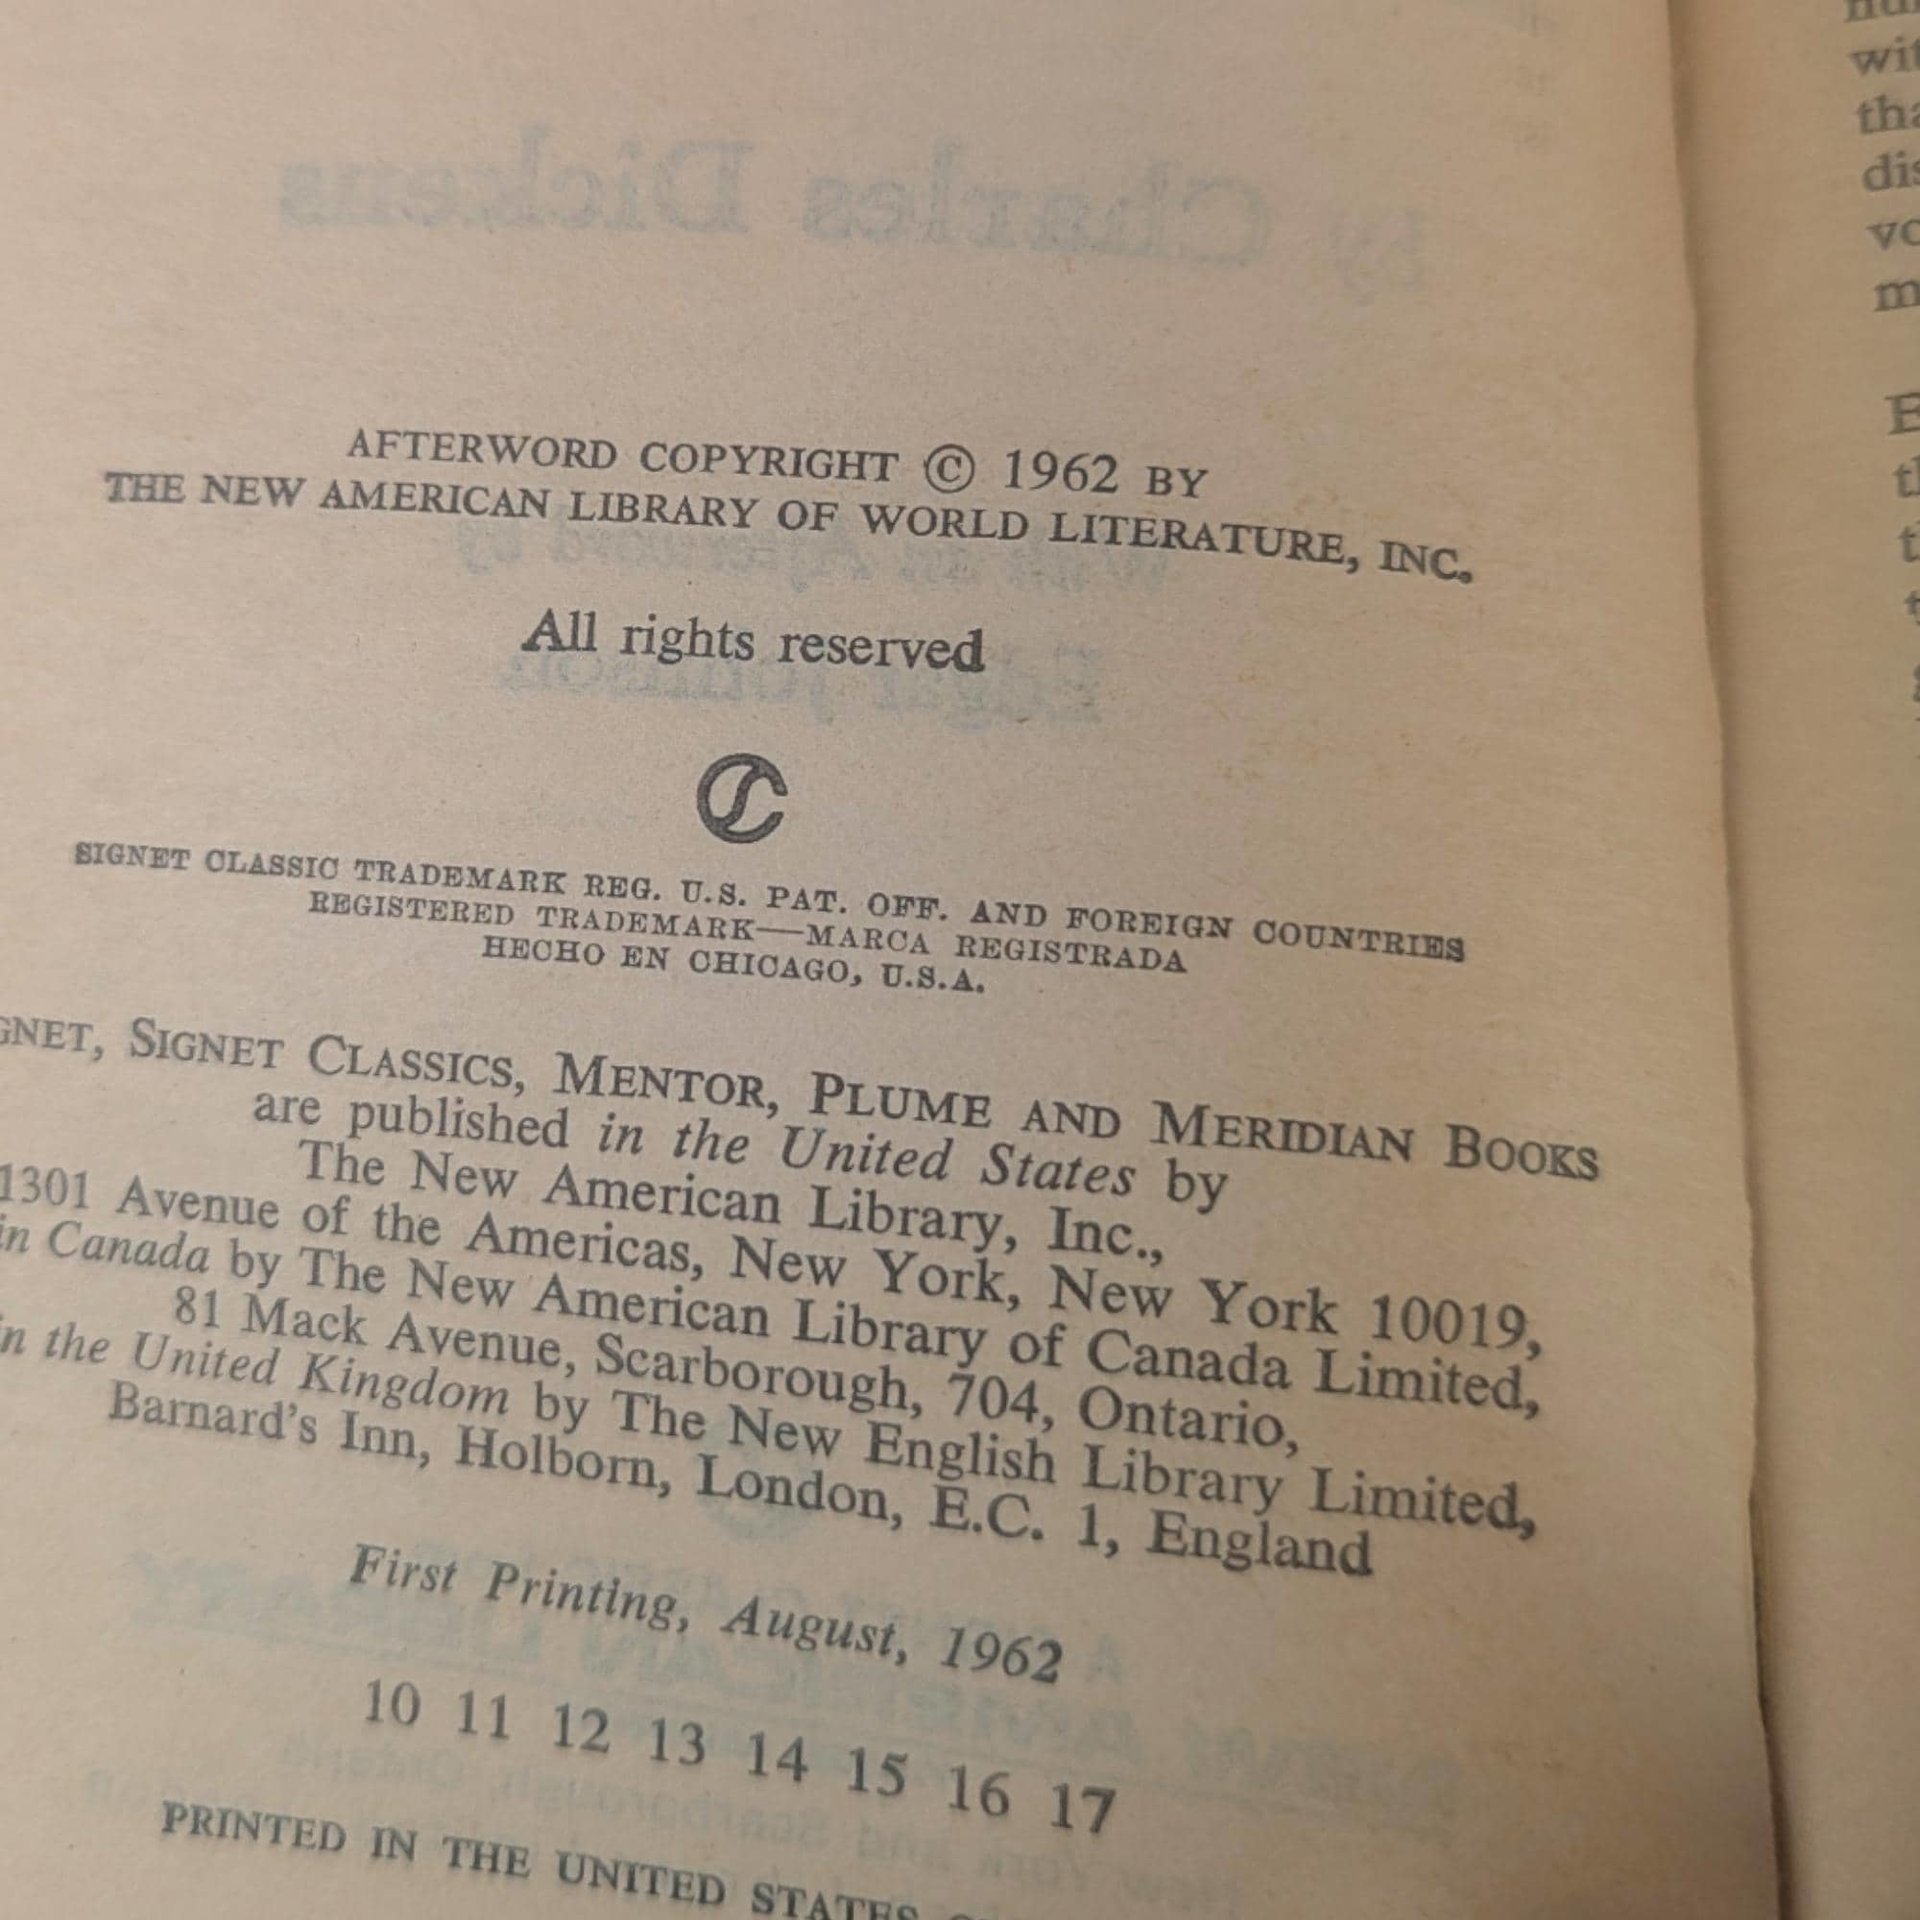 AFTERWORD COPYRIGHT © 1962 BY
THE NEW AMERICAN LIBRARY OF WORLD LITERATURE, INC.
All rights reserved
SIGNET CLASSIC TRADEMARK REG. U.S. PAT. OFF. AND FOREIGN COUNTRIES
REGISTERED TRADEMARK—MARCA REGISTRADA
HECHO EN CHICAGO, U.S.A.
GNET, SIGNET CLASSICS, MENTOR, PLUME AND MERIDIAN BOOKS
are published in the United States by
The New American Library, Inc.,
1301 Avenue of the Americas, New York, New York 10019,
in Canada by The New American Library of Canada Limited,
81 Mack Avenue, Scarborough, 704, Ontario,
in the United Kingdom by The New English Library Limited,
Barnard's Inn, Holborn, London, E.C. 1, England
First Printing, August, 1962
10 11 12 13 14 15 16 17
PRINTED IN THE UNITED STATES